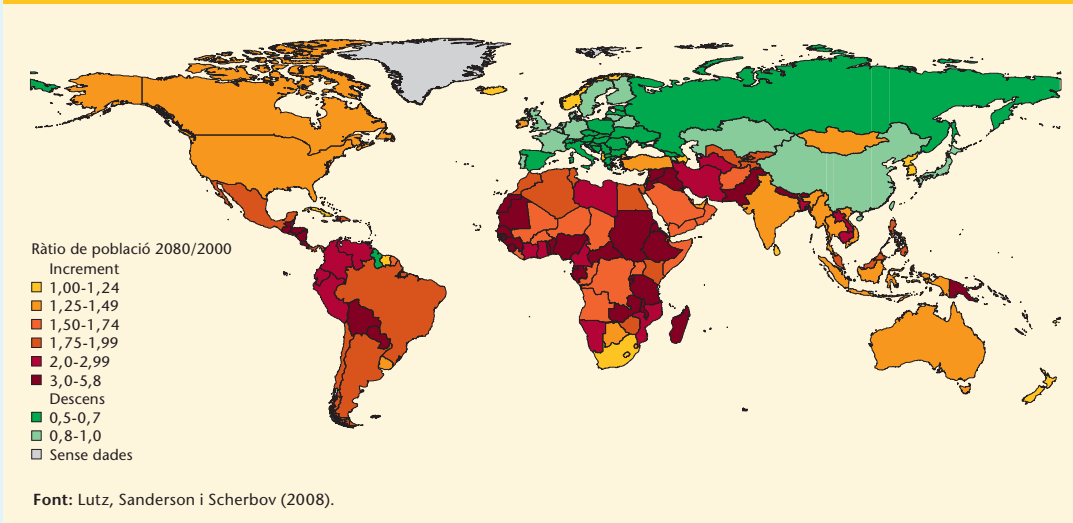 Ràtio de població 2080/2000
Increment
1,00-1,24
1,25-1,49
1,50-1,74
1,75-1,99
2,0-2,99
3,0-5,8
Descens
0,5-0,7
0,8-1,0
Sense dades
Font: Lutz, Sanderson i Scherbov (2008).